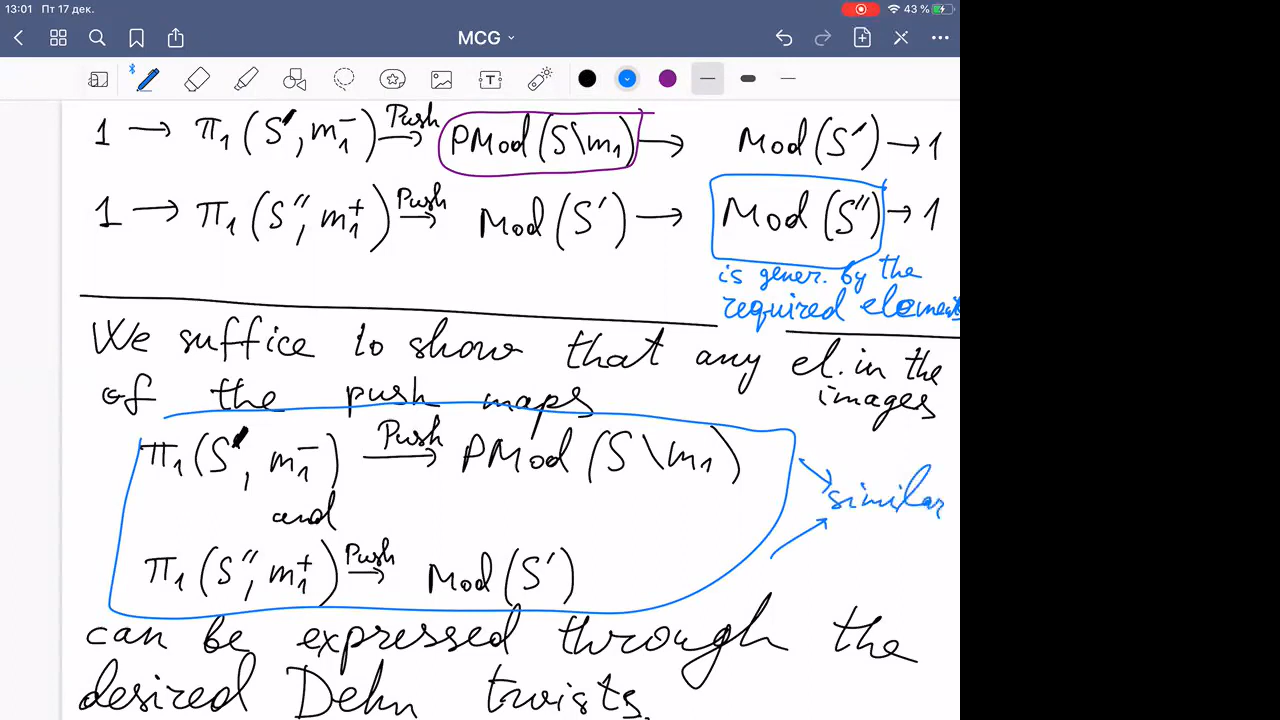 13:01 Пт 17 дек. 43 %
MCG
1 → π₁(S', m₁⁻) Push→ PMod(S\m₁) → Mod(S') → 1
1 → π₁(S'', m₁⁺) Push→ Mod(S') → Mod(S'') → 1
is gener. by the
required elements
We suffice to show that any el. in the
of the push maps images
π₁(S', m₁⁻) Push→ PMod(S\m₁)
similar
and
π₁(S'', m₁⁺) Push→ Mod(S')
can be expressed through the
desired Dehn twists.